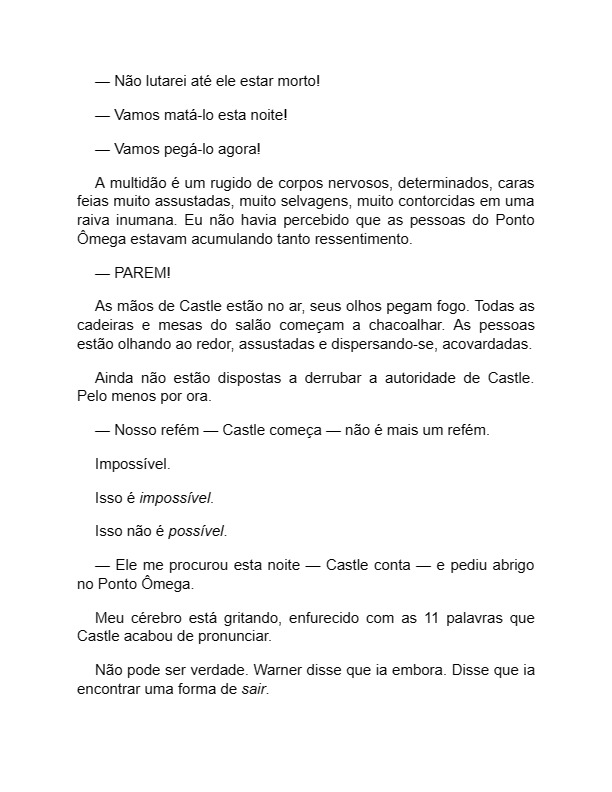 — Não lutarei até ele estar morto!
— Vamos matá-lo esta noite!
— Vamos pegá-lo agora!
A multidão é um rugido de corpos nervosos, determinados, caras
feias muito assustadas, muito selvagens, muito contorcidas em uma
raiva inumana. Eu não havia percebido que as pessoas do Ponto
Ômega estavam acumulando tanto ressentimento.
— PAREM!
As mãos de Castle estão no ar, seus olhos pegam fogo. Todas as
cadeiras e mesas do salão começam a chacoalhar. As pessoas
estão olhando ao redor, assustadas e dispersando-se, acovardadas.
Ainda não estão dispostas a derrubar a autoridade de Castle.
Pelo menos por ora.
— Nosso refém — Castle começa — não é mais um refém.
Impossível.
Isso é impossível.
Isso não é possível.
— Ele me procurou esta noite — Castle conta — e pediu abrigo
no Ponto Ômega.
Meu cérebro está gritando, enfurecido com as 11 palavras que
Castle acabou de pronunciar.
Não pode ser verdade. Warner disse que ia embora. Disse que ia
encontrar uma forma de sair.